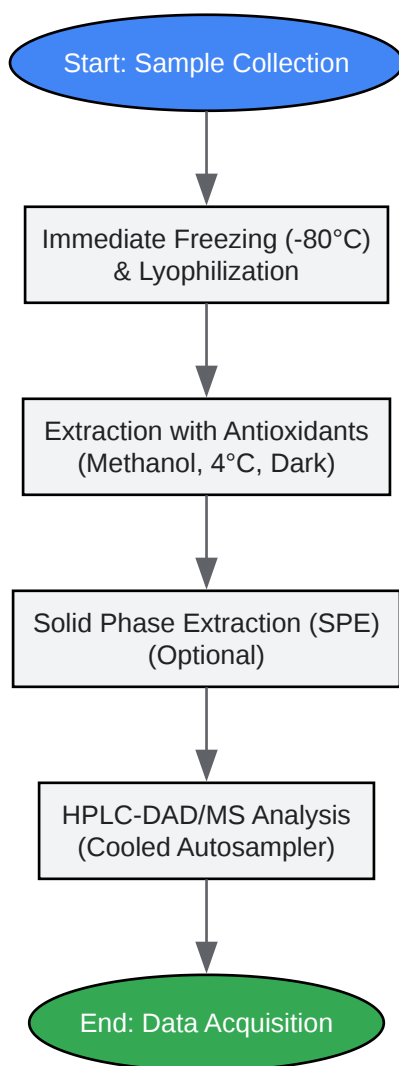 Start: Sample Collection
Immediate Freezing (-80°C)
& Lyophilization
Extraction with Antioxidants
(Methanol, 4°C, Dark)
Solid Phase Extraction (SPE)
(Optional)
HPLC-DAD/MS Analysis
(Cooled Autosampler)
End: Data Acquisition